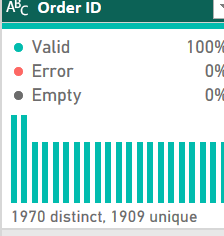 ABC Order ID
Valid 100%
Error 0%
Empty 0%
1970 distinct, 1909 unique